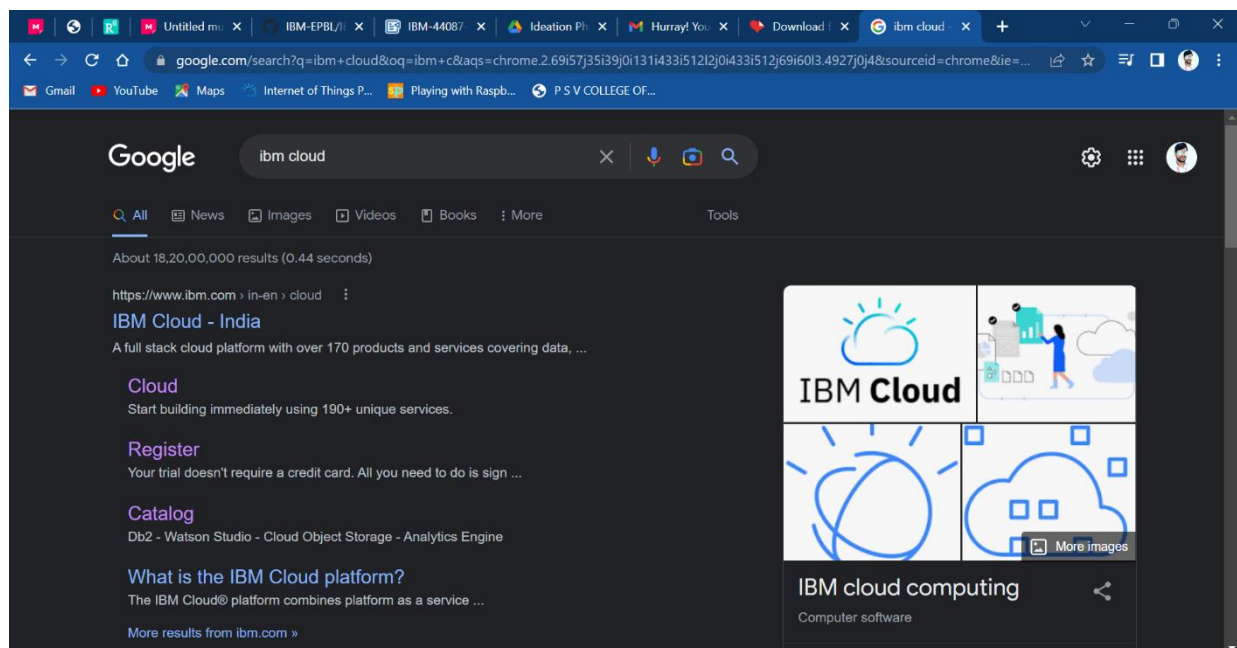 Untitled mu
IBM-EPBL/I
IBM-44087-
Ideation Ph
Hurray! You
Download f
ibm cloud -
google.com/search?q=ibm+cloud&oq=ibm+c&aqs=chrome.2.69i57j35i39j0i131i433i512l2j0i433i512j69i60l3.4927j0j4&sourceid=chrome&ie=...
Gmail YouTube Maps Internet of Things P... Playing with Raspb... P S V COLLEGE OF...
Google ibm cloud
All News Images Videos Books More Tools
About 18,20,00,000 results (0.44 seconds)
https://www.ibm.com › in-en › cloud
IBM Cloud - India
A full stack cloud platform with over 170 products and services covering data, ...
Cloud
Start building immediately using 190+ unique services.
Register
Your trial doesn't require a credit card. All you need to do is sign ...
Catalog
Db2 - Watson Studio - Cloud Object Storage - Analytics Engine
What is the IBM Cloud platform?
The IBM Cloud® platform combines platform as a service ...
More results from ibm.com »
IBM Cloud
More images
IBM cloud computing
Computer software